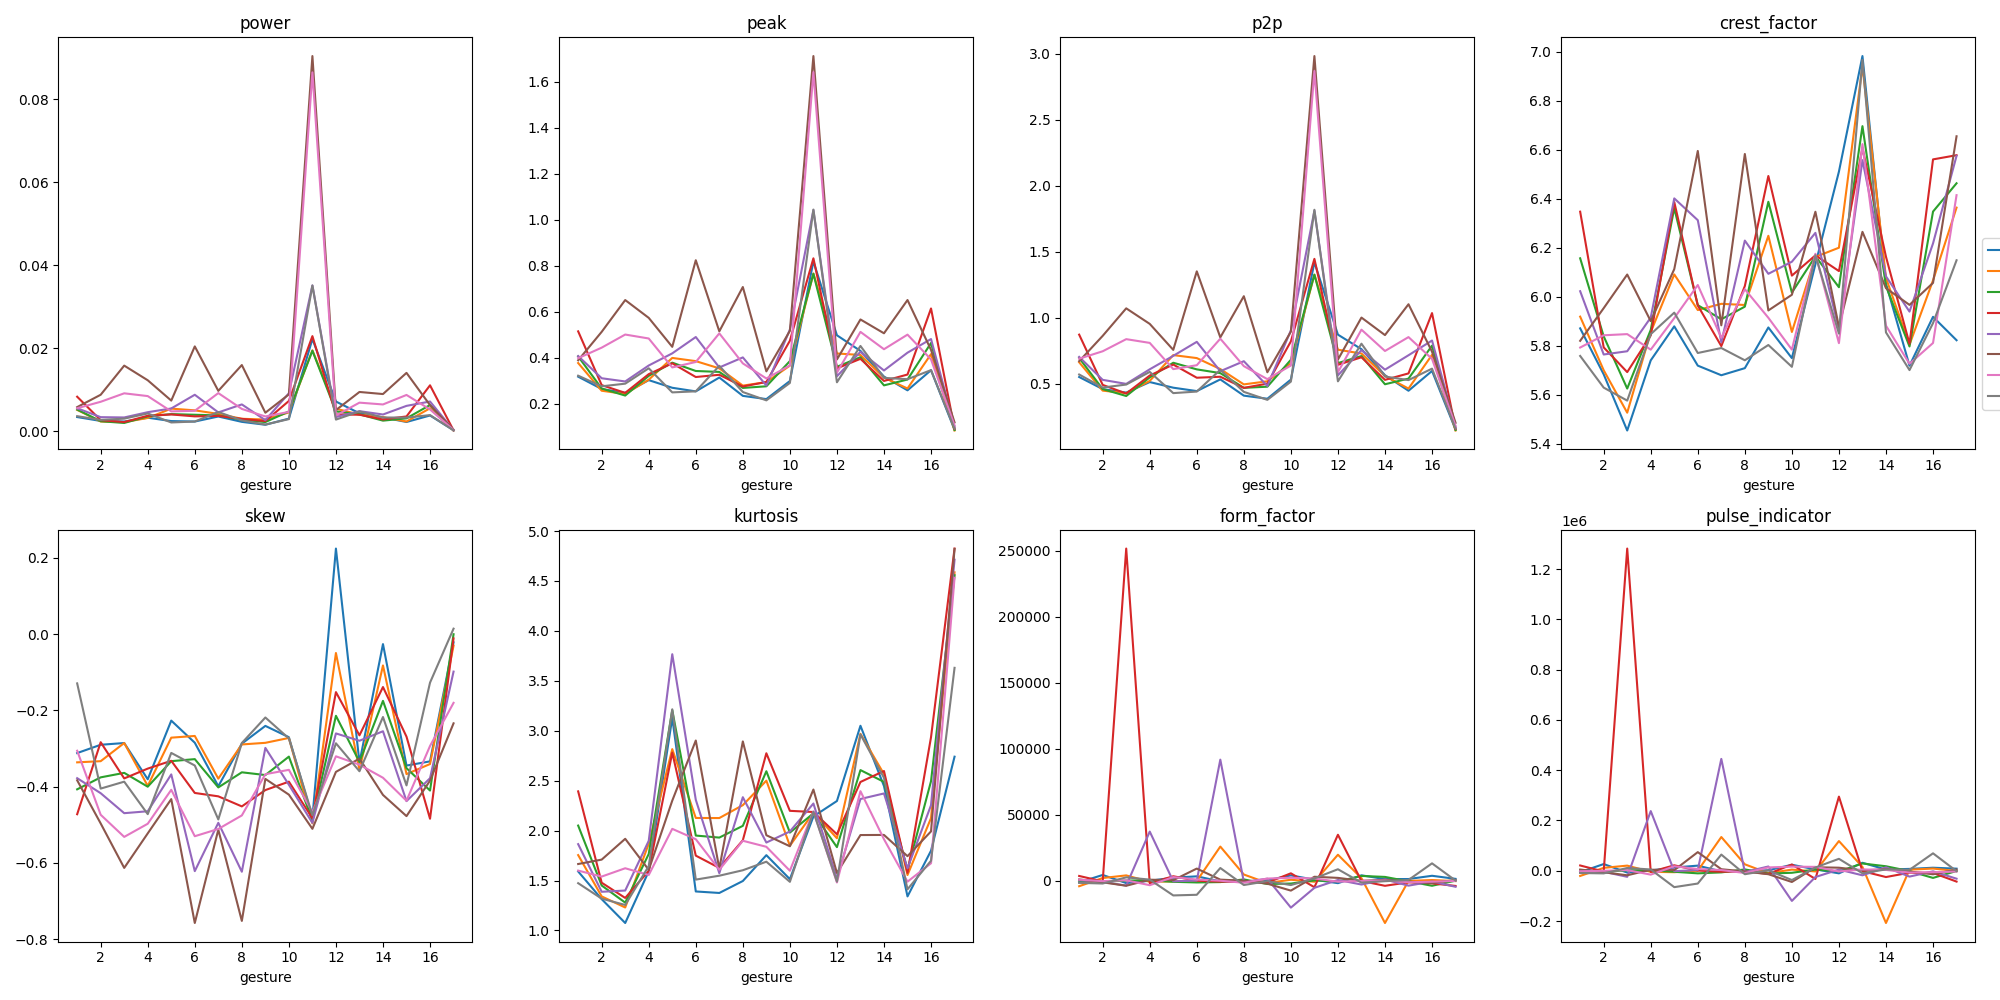 power
0.08
0.06
0.04
0.02
0.00
2 4 6 8 10 12 14 16
gesture
peak
1.6
1.4
1.2
1.0
0.8
0.6
0.4
0.2
2 4 6 8 10 12 14 16
gesture
p2p
3.0
2.5
2.0
1.5
1.0
0.5
2 4 6 8 10 12 14 16
gesture
crest_factor
7.0
6.8
6.6
6.4
6.2
6.0
5.8
5.6
5.4
2 4 6 8 10 12 14 16
gesture
skew
0.2
0.0
−0.2
−0.4
−0.6
−0.8
2 4 6 8 10 12 14 16
gesture
kurtosis
5.0
4.5
4.0
3.5
3.0
2.5
2.0
1.5
1.0
2 4 6 8 10 12 14 16
gesture
form_factor
250000
200000
150000
100000
50000
0
2 4 6 8 10 12 14 16
gesture
pulse_indicator
1e6
1.2
1.0
0.8
0.6
0.4
0.2
0.0
−0.2
2 4 6 8 10 12 14 16
gesture